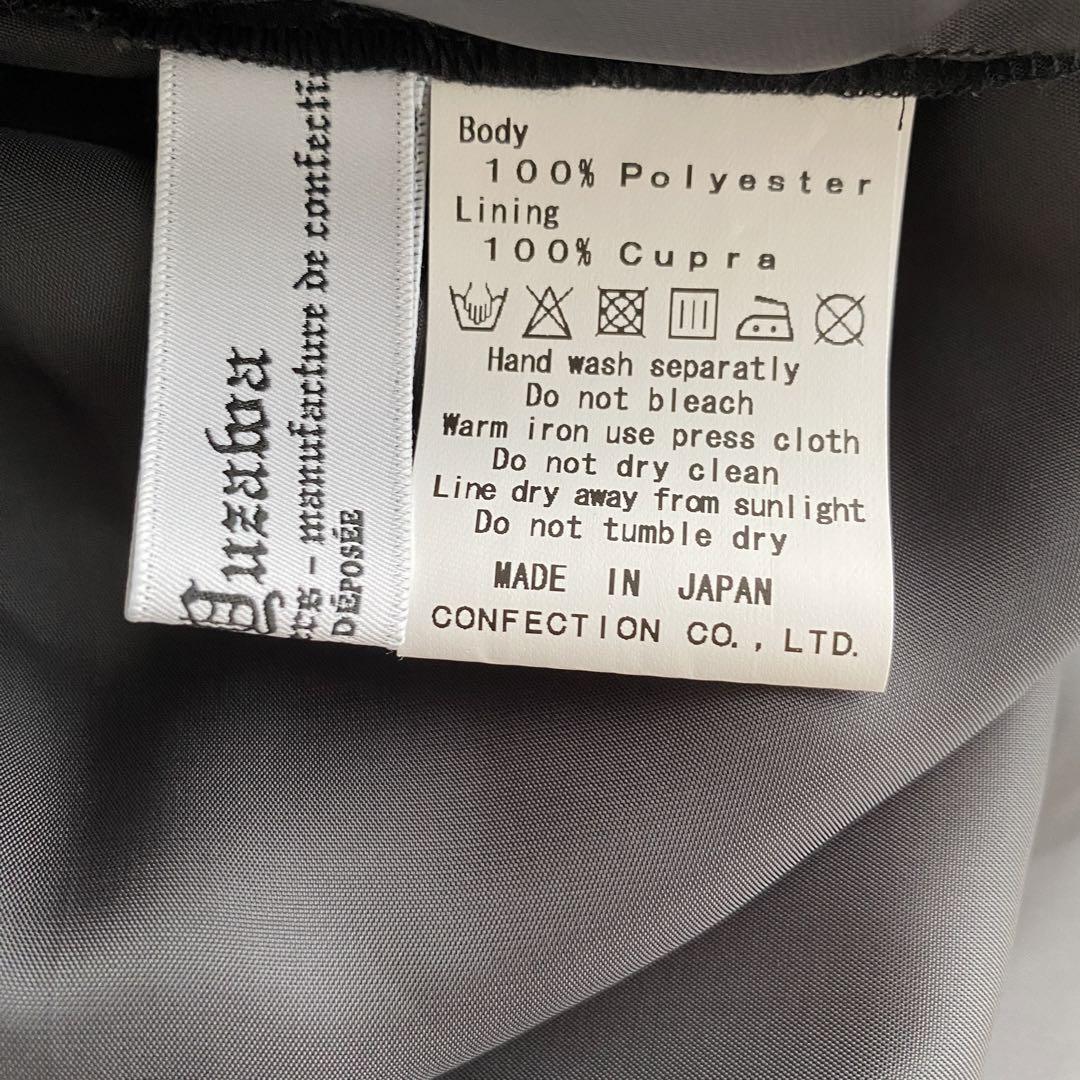 Body
100% Polyester
Lining
100% Cupra
Hand wash separatly
Do not bleach
Warm iron use press cloth
Do not dry clean
Line dry away from sunlight
Do not tumble dry
MADE IN JAPAN
CONFECTION CO., LTD.
- manufacture de confecti
DÉPOSÉE